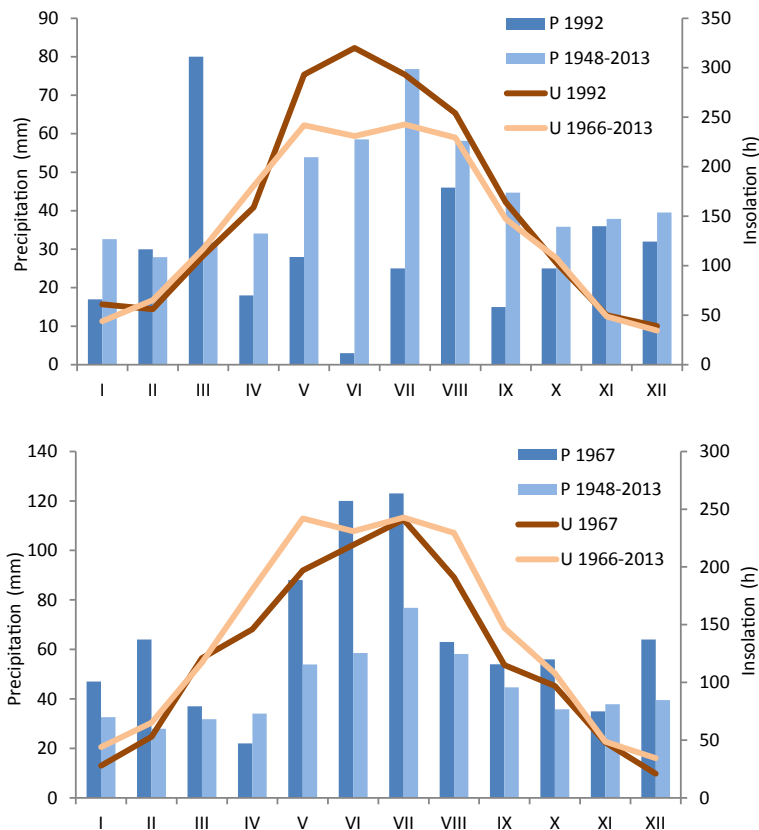 90
80
70
60
50
40
30
20
10
0
Precipitation (mm)
350
300
250
200
150
100
50
0
Insolation (h)
P 1992
P 1948-2013
U 1992
U 1966-2013
I II III IV V VI VII VIII IX X XI XII
140
120
100
80
60
40
20
0
Precipitation (mm)
300
250
200
150
100
50
0
Insolation (h)
P 1967
P 1948-2013
U 1967
U 1966-2013
I II III IV V VI VII VIII IX X XI XII